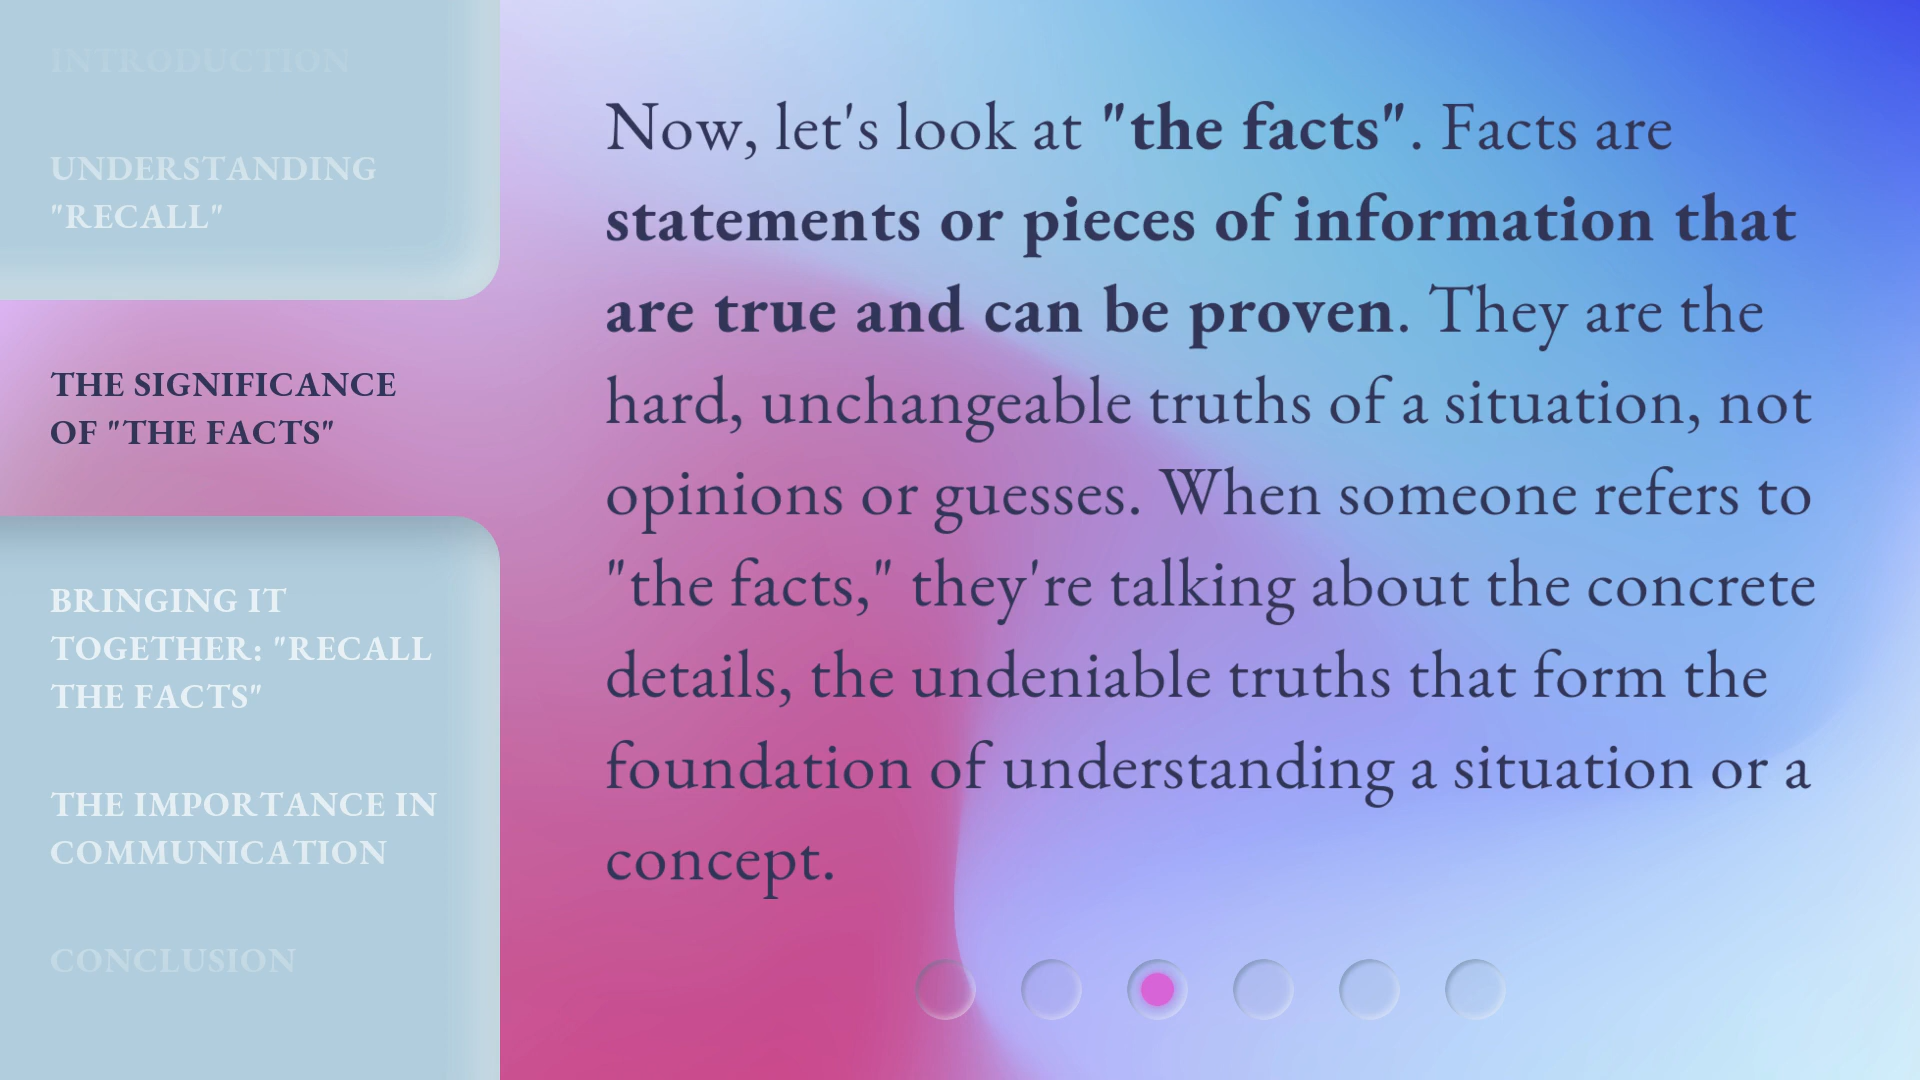 INTRODUCTION
UNDERSTANDING
"RECALL"
THE SIGNIFICANCE
OF "THE FACTS"
BRINGING IT
TOGETHER: "RECALL
THE FACTS"
THE IMPORTANCE IN
COMMUNICATION
CONCLUSION
Now, let's look at "the facts". Facts are
statements or pieces of information that
are true and can be proven. They are the
hard, unchangeable truths of a situation, not
opinions or guesses. When someone refers to
"the facts," they're talking about the concrete
details, the undeniable truths that form the
foundation of understanding a situation or a
concept.